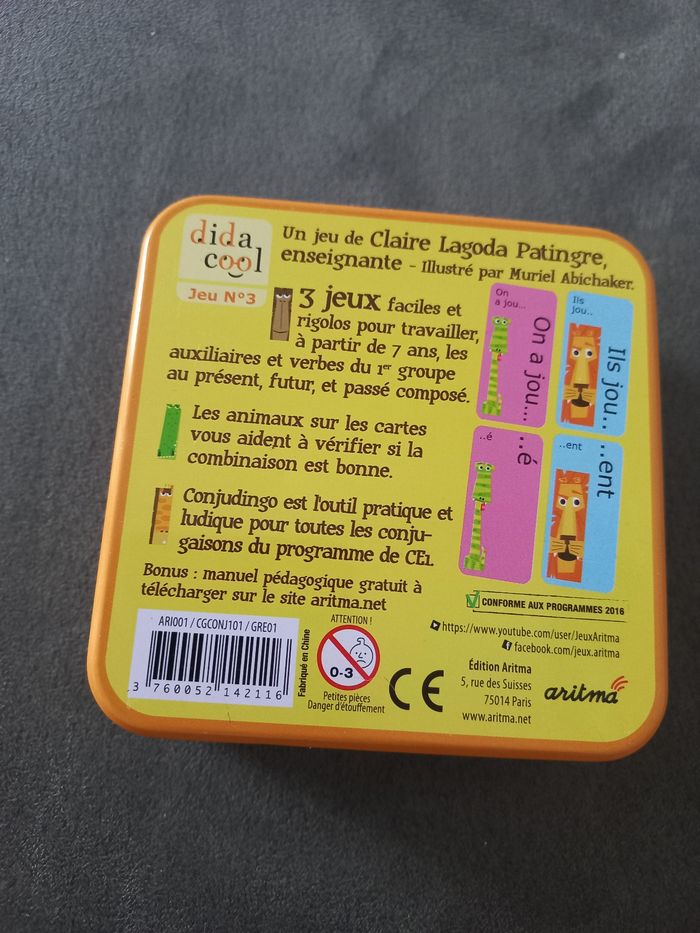 dida
cool
Jeu N°3
Un jeu de Claire Lagoda Patingre,
enseignante - Illustré par Muriel Abichaker.
3 jeux faciles et
rigolos pour travailler,
à partir de 7 ans, les
auxiliaires et verbes du 1er groupe
au présent, futur, et passé composé.
On
a jou...
On a jou...
Ils
jou..
Ils jou..
..é
..é
..ent
..ent
Les animaux sur les cartes
vous aident à vérifier si la
combinaison est bonne.
Conjudingo est l'outil pratique et
ludique pour toutes les conju-
gaisons du programme de CE1.
Bonus : manuel pédagogique gratuit à
télécharger sur le site aritma.net
CONFORME AUX PROGRAMMES 2016
https://www.youtube.com/user/JeuxAritma
facebook.com/jeux.aritma
ARI001 / CGCONJ101 / GRE01
3 760052 142116
Fabriqué en Chine
ATTENTION !
0-3
Petites pièces
Danger d'étouffement
CE
Édition Aritma
5, rue des Suisses
75014 Paris
www.aritma.net
aritma